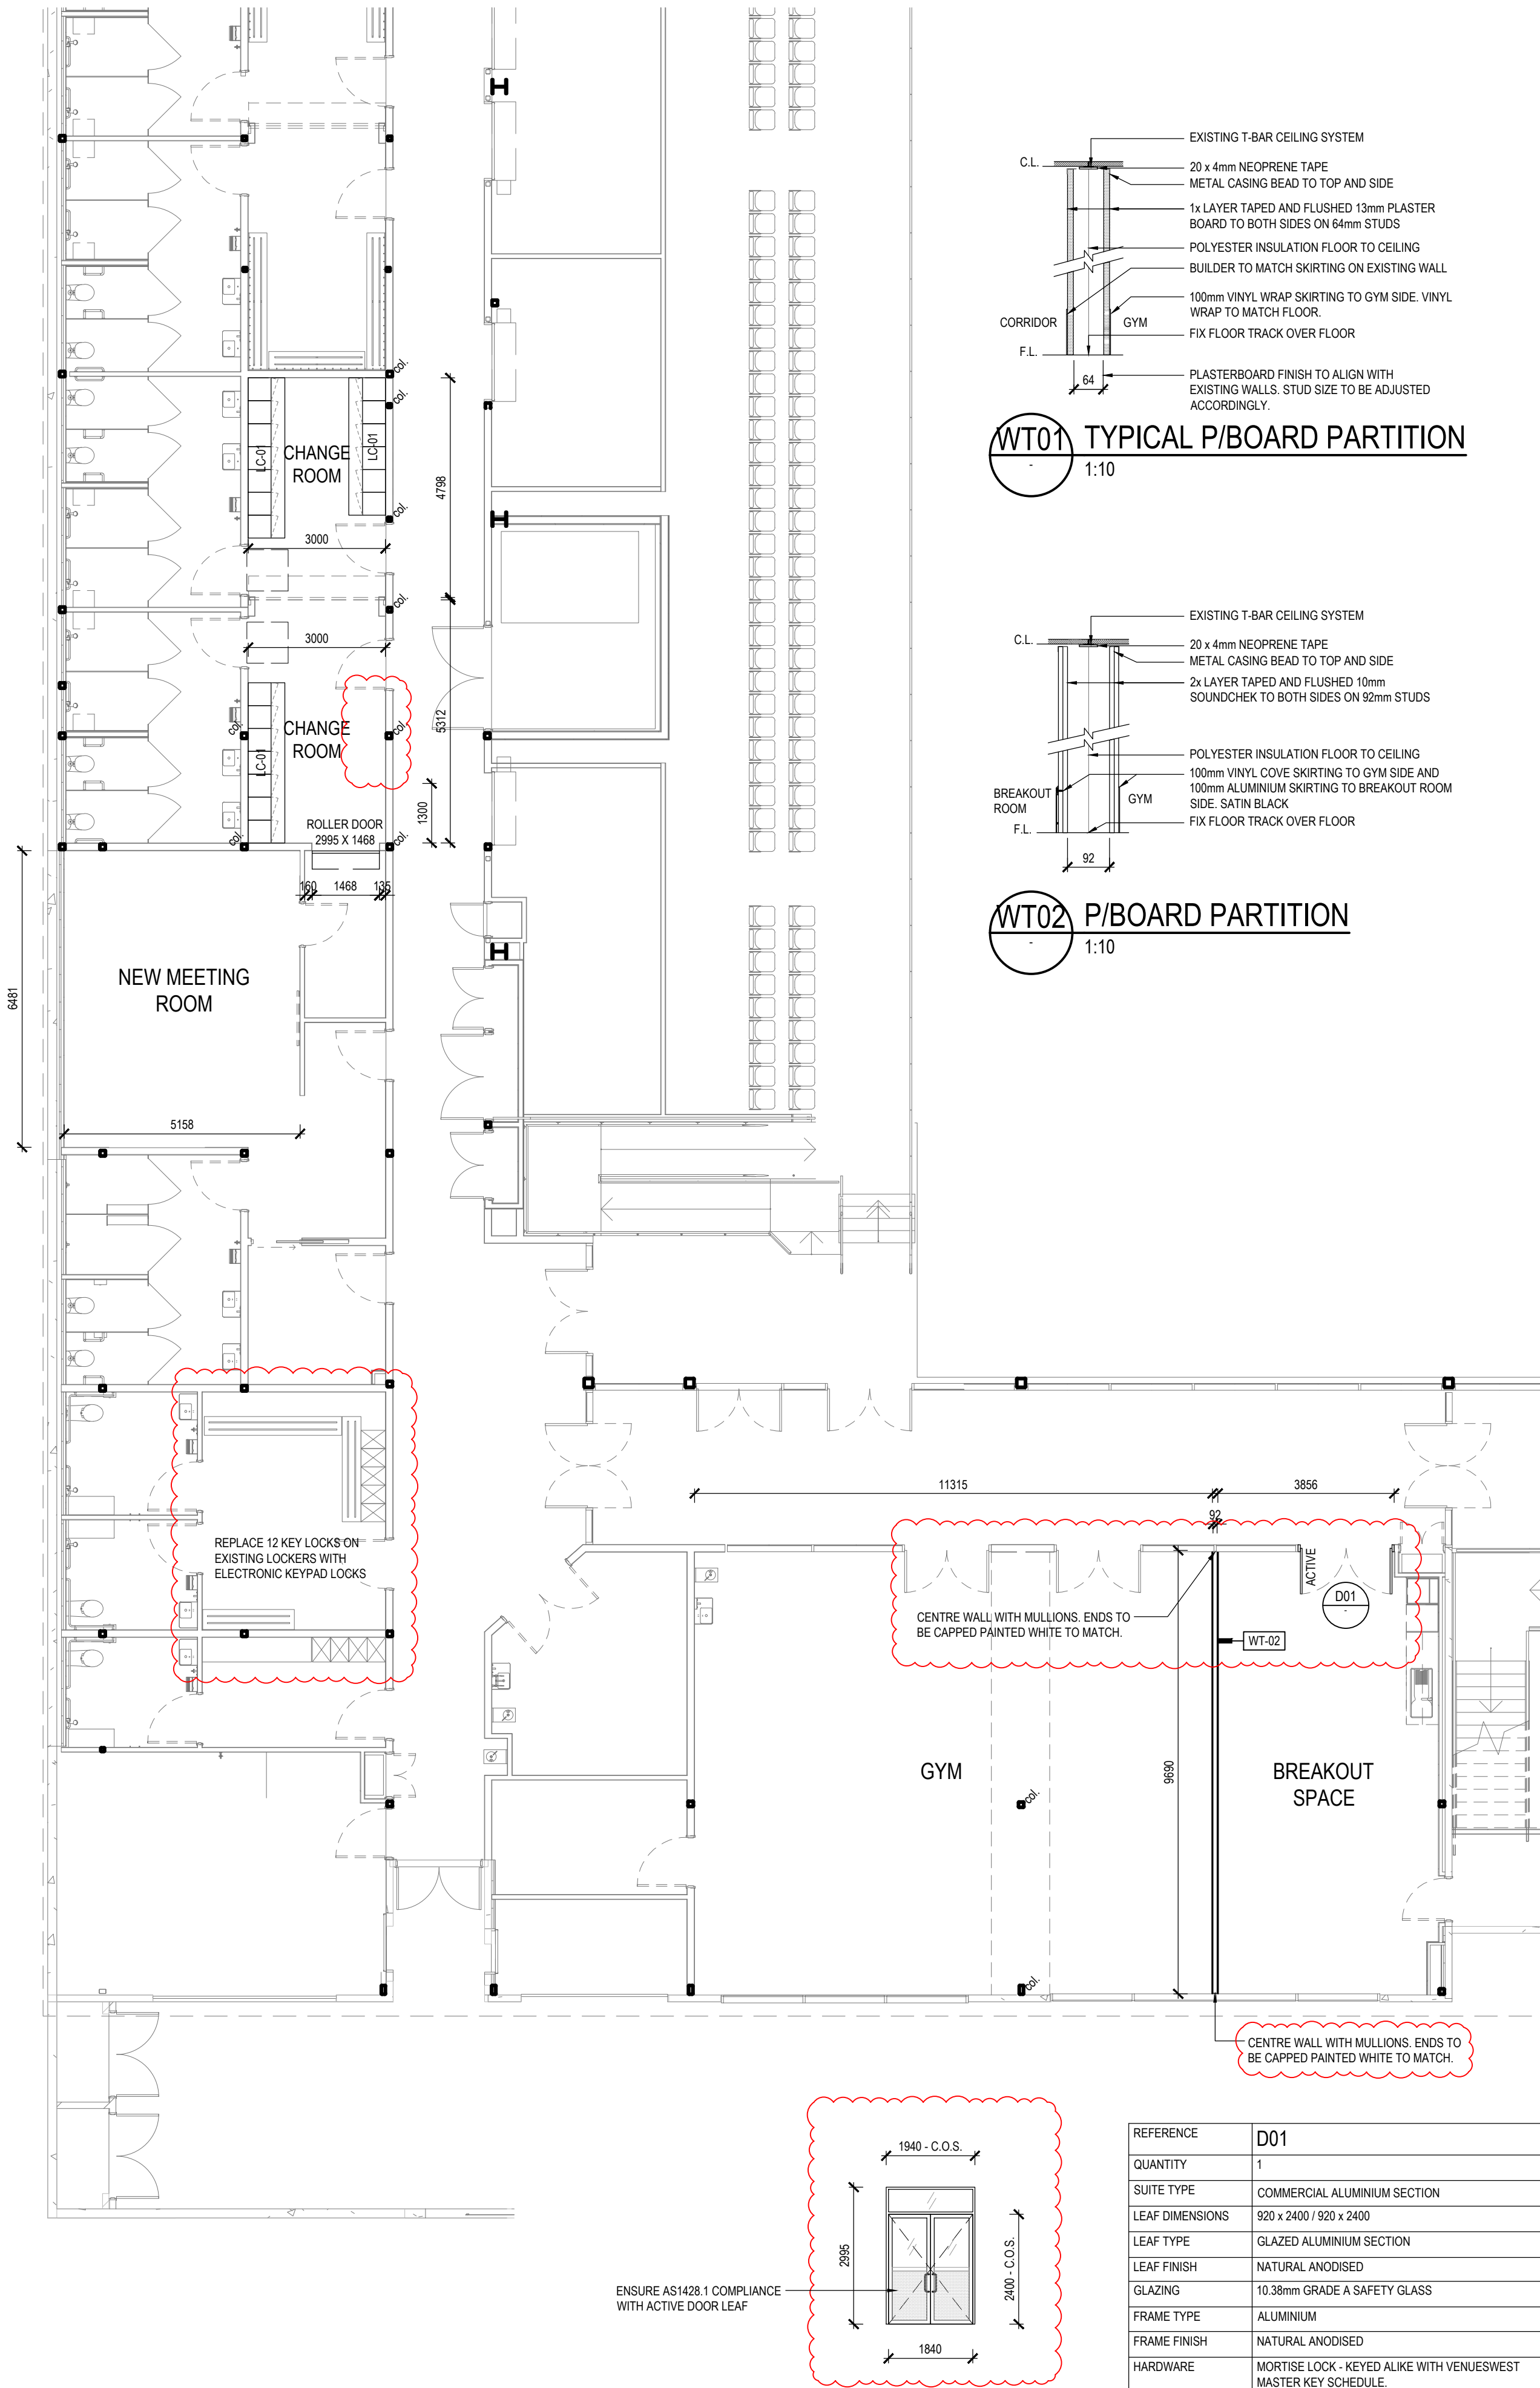 EXISTING T-BAR CEILING SYSTEM
C.L.
20 x 4mm NEOPRENE TAPE
METAL CASING BEAD TO TOP AND SIDE
1x LAYER TAPED AND FLUSHED 13mm PLASTER
BOARD TO BOTH SIDES ON 64mm STUDS
POLYESTER INSULATION FLOOR TO CEILING
BUILDER TO MATCH SKIRTING ON EXISTING WALL
100mm VINYL WRAP SKIRTING TO GYM SIDE. VINYL
WRAP TO MATCH FLOOR.
CORRIDOR
GYM
FIX FLOOR TRACK OVER FLOOR
F.L.
64
PLASTERBOARD FINISH TO ALIGN WITH
EXISTING WALLS. STUD SIZE TO BE ADJUSTED
ACCORDINGLY.
WT01
-
TYPICAL P/BOARD PARTITION
1:10
EXISTING T-BAR CEILING SYSTEM
C.L.
20 x 4mm NEOPRENE TAPE
METAL CASING BEAD TO TOP AND SIDE
2x LAYER TAPED AND FLUSHED 10mm
SOUNDCHEK TO BOTH SIDES ON 92mm STUDS
POLYESTER INSULATION FLOOR TO CEILING
100mm VINYL COVE SKIRTING TO GYM SIDE AND
100mm ALUMINIUM SKIRTING TO BREAKOUT ROOM
SIDE. SATIN BLACK
BREAKOUT
ROOM
GYM
FIX FLOOR TRACK OVER FLOOR
F.L.
92
WT02
-
P/BOARD PARTITION
1:10
col.
col.
LC-01
CHANGE
ROOM
LC-01
4798
col.
3000
col.
3000
CHANGE
ROOM
col.
col.
5312
LC-01
1300
ROLLER DOOR
2995 X 1468
col.
col.
160
1468
135
NEW MEETING
ROOM
6481
5158
REPLACE 12 KEY LOCKS ON
EXISTING LOCKERS WITH
ELECTRONIC KEYPAD LOCKS
11315
3856
92
ACTIVE
D01
-
CENTRE WALL WITH MULLIONS. ENDS TO
BE CAPPED PAINTED WHITE TO MATCH.
WT-02
GYM
9690
BREAKOUT
SPACE
col.
col.
CENTRE WALL WITH MULLIONS. ENDS TO
BE CAPPED PAINTED WHITE TO MATCH.
1940 - C.O.S.
2995
2400 - C.O.S.
ENSURE AS1428.1 COMPLIANCE
WITH ACTIVE DOOR LEAF
1840
REFERENCE D01
QUANTITY 1
SUITE TYPE COMMERCIAL ALUMINIUM SECTION
LEAF DIMENSIONS 920 x 2400 / 920 x 2400
LEAF TYPE GLAZED ALUMINIUM SECTION
LEAF FINISH NATURAL ANODISED
GLAZING 10.38mm GRADE A SAFETY GLASS
FRAME TYPE ALUMINIUM
FRAME FINISH NATURAL ANODISED
HARDWARE MORTISE LOCK - KEYED ALIKE WITH VENUESWEST
MASTER KEY SCHEDULE.